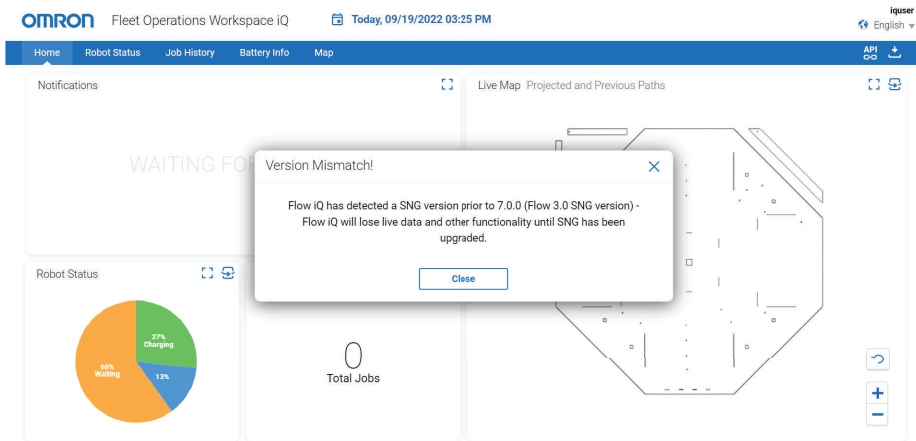 OMRON Fleet Operations Workspace iQ Today, 09/19/2022 03:25 PM
iquser
English
Home Robot Status Job History Battery Info Map API
Notifications
Live Map Projected and Previous Paths
WAITING FO
Version Mismatch!
Flow iQ has detected a SNG version prior to 7.0.0 (Flow 3.0 SNG version) -
Flow iQ will lose live data and other functionality until SNG has been
upgraded.
Close
Robot Status
27%
Charging
60%
Waiting
13%
0
Total Jobs